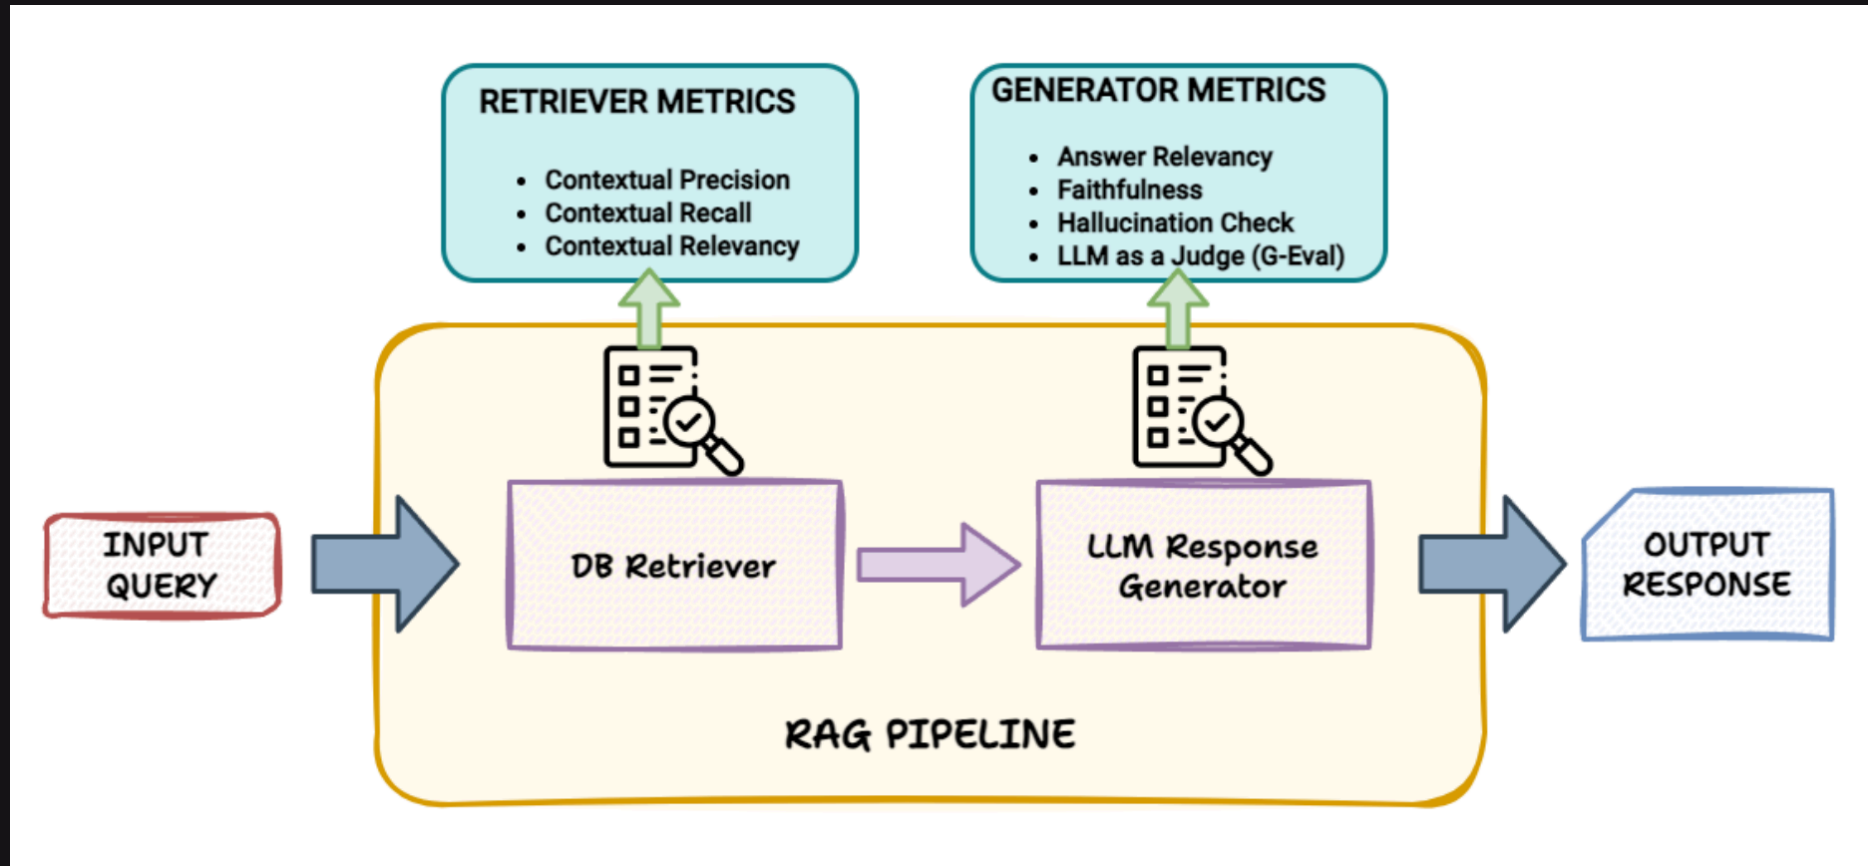 RETRIEVER METRICS
• Contextual Precision
• Contextual Recall
• Contextual Relevancy
GENERATOR METRICS
• Answer Relevancy
• Faithfulness
• Hallucination Check
• LLM as a Judge (G-Eval)
INPUT
QUERY
DB Retriever
LLM Response
Generator
OUTPUT
RESPONSE
RAG PIPELINE